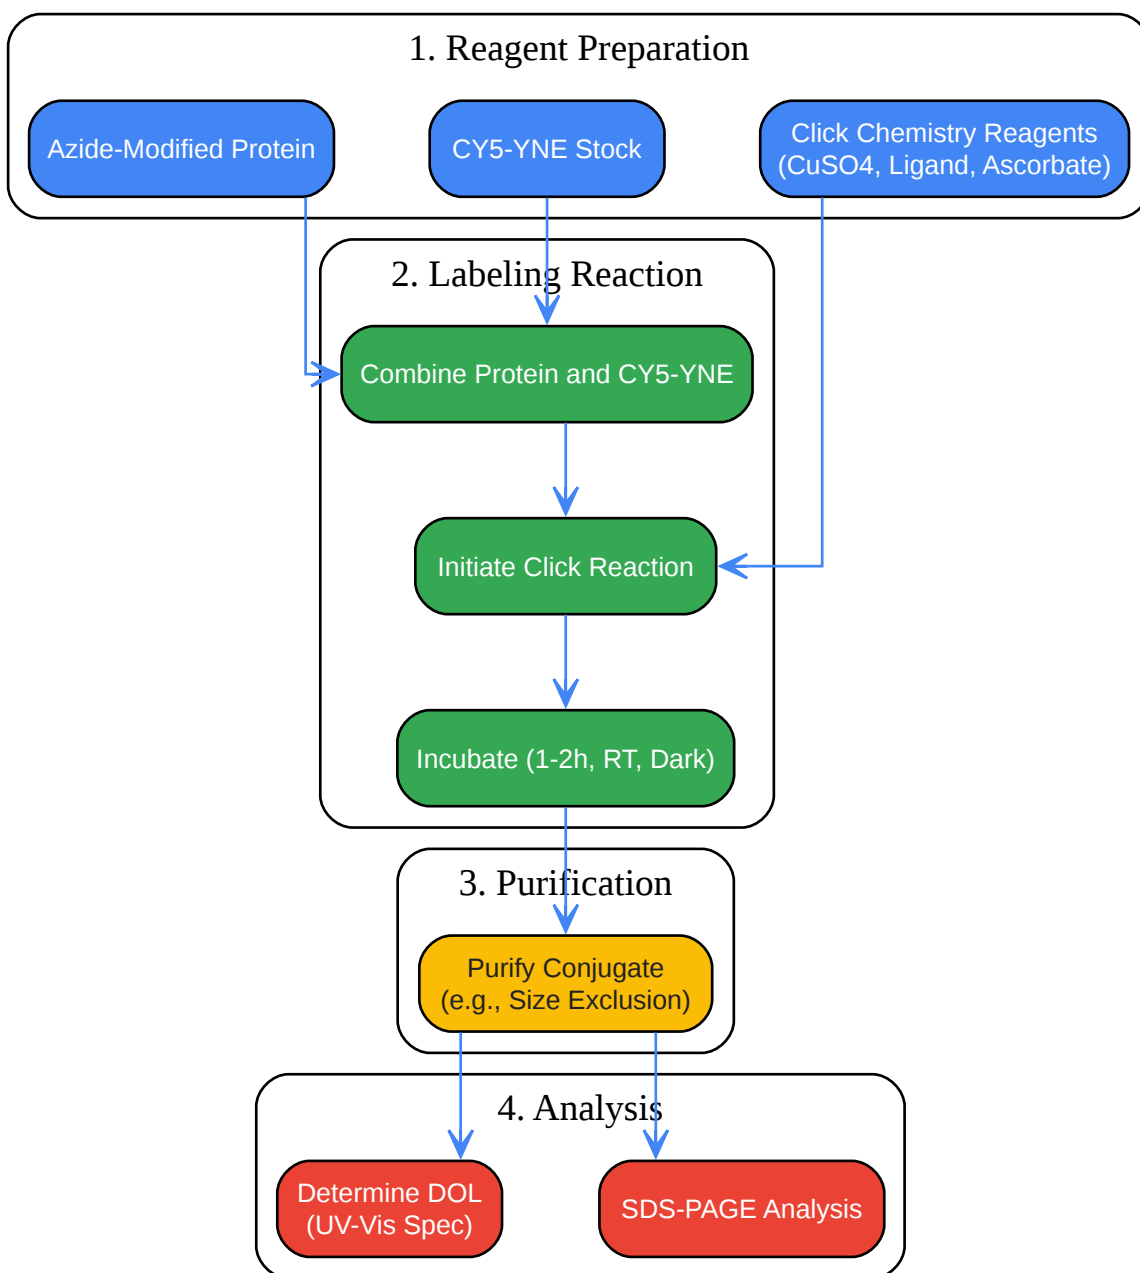 1. Reagent Preparation
Azide-Modified Protein
CY5-YNE Stock
Click Chemistry Reagents
(CuSO4, Ligand, Ascorbate)
2. Labeling Reaction
Combine Protein and CY5-YNE
Initiate Click Reaction
Incubate (1-2h, RT, Dark)
3. Purification
Purify Conjugate
(e.g., Size Exclusion)
4. Analysis
Determine DOL
(UV-Vis Spec)
SDS-PAGE Analysis